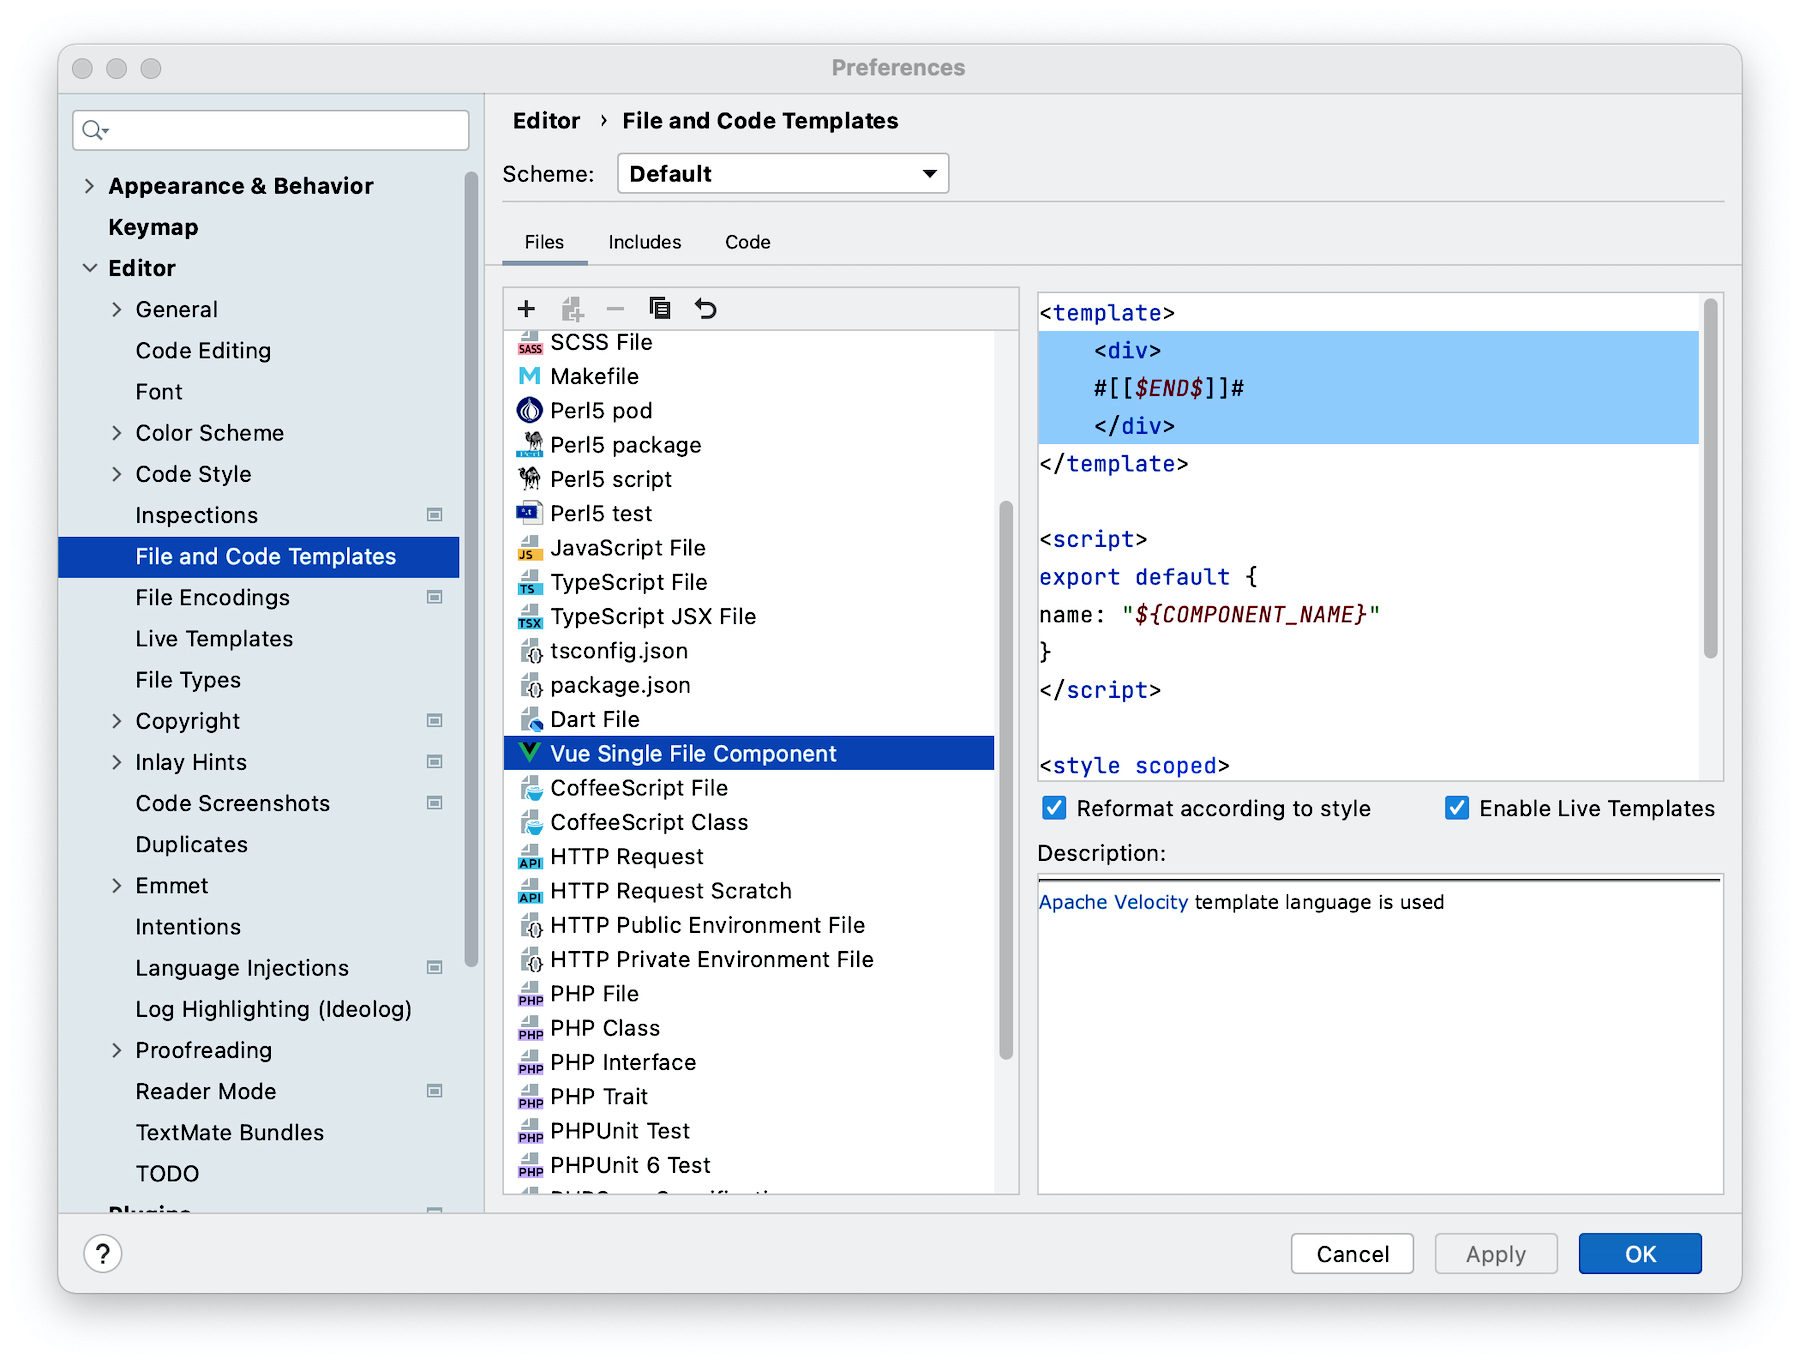 Preferences
Appearance & Behavior
Keymap
Editor
General
Code Editing
Font
Color Scheme
Code Style
Inspections
File and Code Templates
File Encodings
Live Templates
File Types
Copyright
Inlay Hints
Code Screenshots
Duplicates
Emmet
Intentions
Language Injections
Log Highlighting (Ideolog)
Proofreading
Reader Mode
TextMate Bundles
TODO
Plugins
Editor › File and Code Templates
Scheme: Default
Files Includes Code
SCSS File
Makefile
Perl5 pod
Perl5 package
Perl5 script
Perl5 test
JavaScript File
TypeScript File
TypeScript JSX File
tsconfig.json
package.json
Dart File
Vue Single File Component
CoffeeScript File
CoffeeScript Class
HTTP Request
HTTP Request Scratch
HTTP Public Environment File
HTTP Private Environment File
PHP File
PHP Class
PHP Interface
PHP Trait
PHPUnit Test
PHPUnit 6 Test
<template>
<div>
#[[$END$]]#
</div>
</template>
<script>
export default {
name: "${COMPONENT_NAME}"
}
</script>
<style scoped>
Reformat according to style
Enable Live Templates
Description:
Apache Velocity template language is used
?
Cancel
Apply
OK